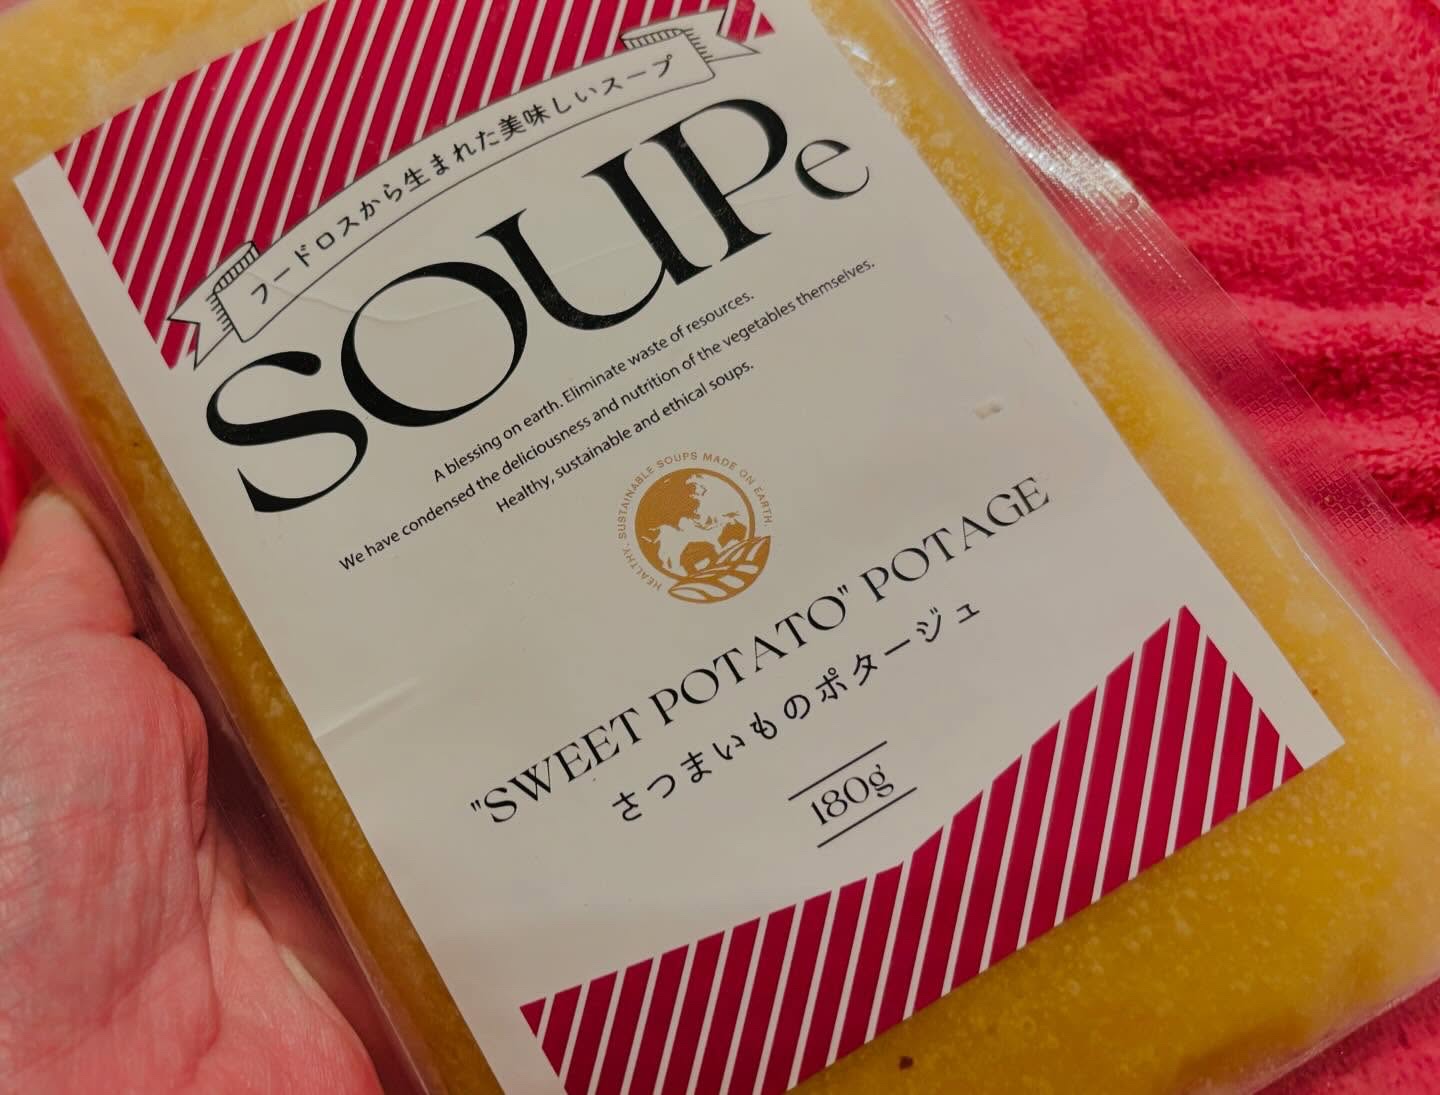 フードロスから生まれた美味しいスープ
SOUPe
A blessing on earth. Eliminate waste of resources.
We have condensed the deliciousness and nutrition of the vegetables themselves.
Healthy, sustainable and ethical soups.
HEALTHY, SUSTAINABLE SOUPS MADE ON EARTH.
"SWEET POTATO" POTAGE
さつまいものポタージュ
180g